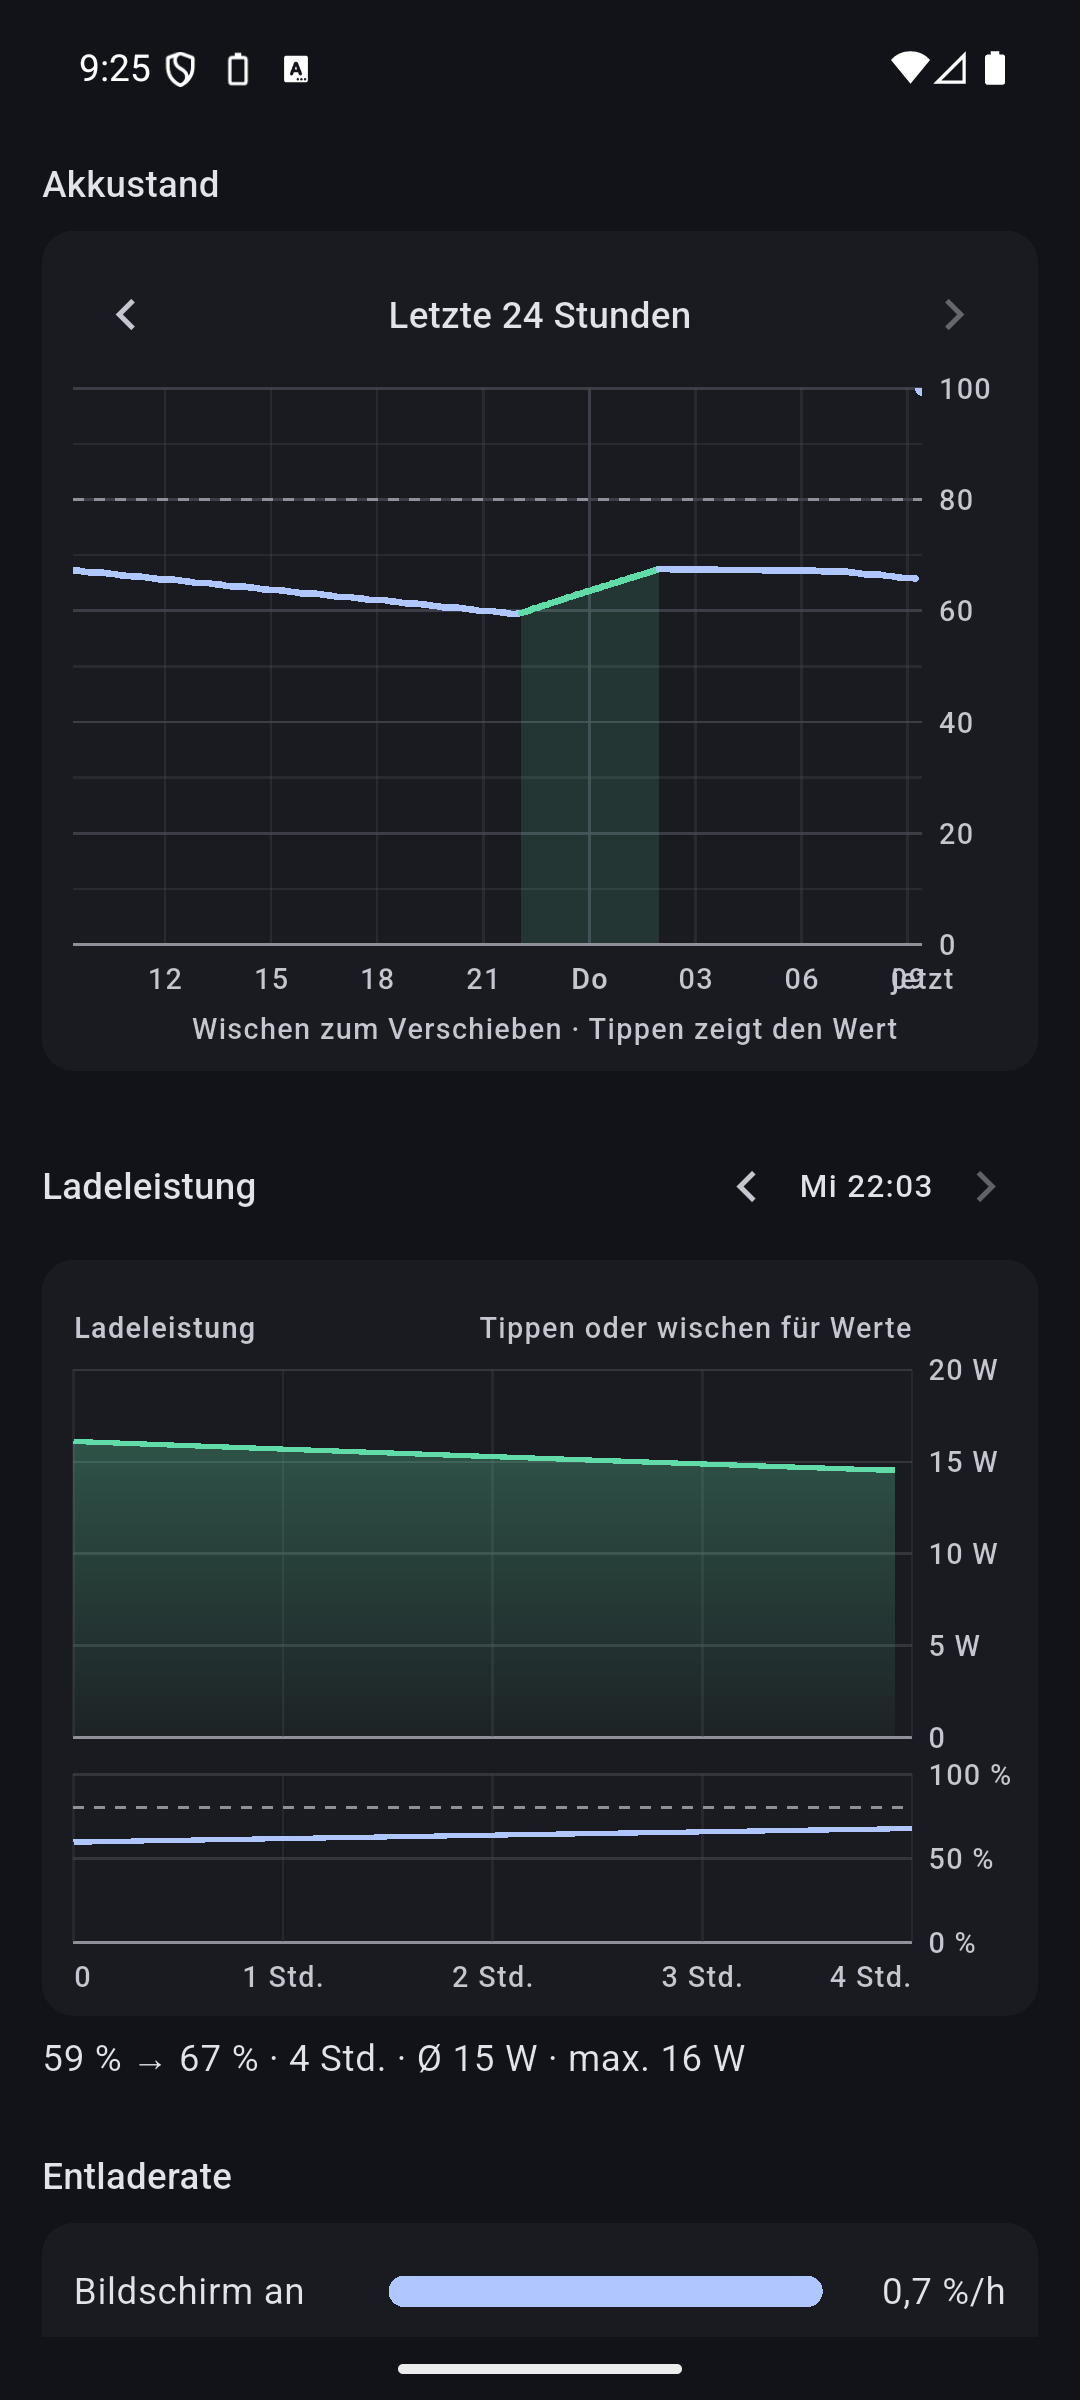 9:25
Akkustand
Letzte 24 Stunden
100
80
60
40
20
0
12 15 18 21 Do 03 06 09 jetzt
Wischen zum Verschieben · Tippen zeigt den Wert
Ladeleistung Mi 22:03
Ladeleistung Tippen oder wischen für Werte
20 W
15 W
10 W
5 W
0
100 %
50 %
0 %
0 1 Std. 2 Std. 3 Std. 4 Std.
59 % → 67 % · 4 Std. · Ø 15 W · max. 16 W
Entladerate
Bildschirm an 0,7 %/h